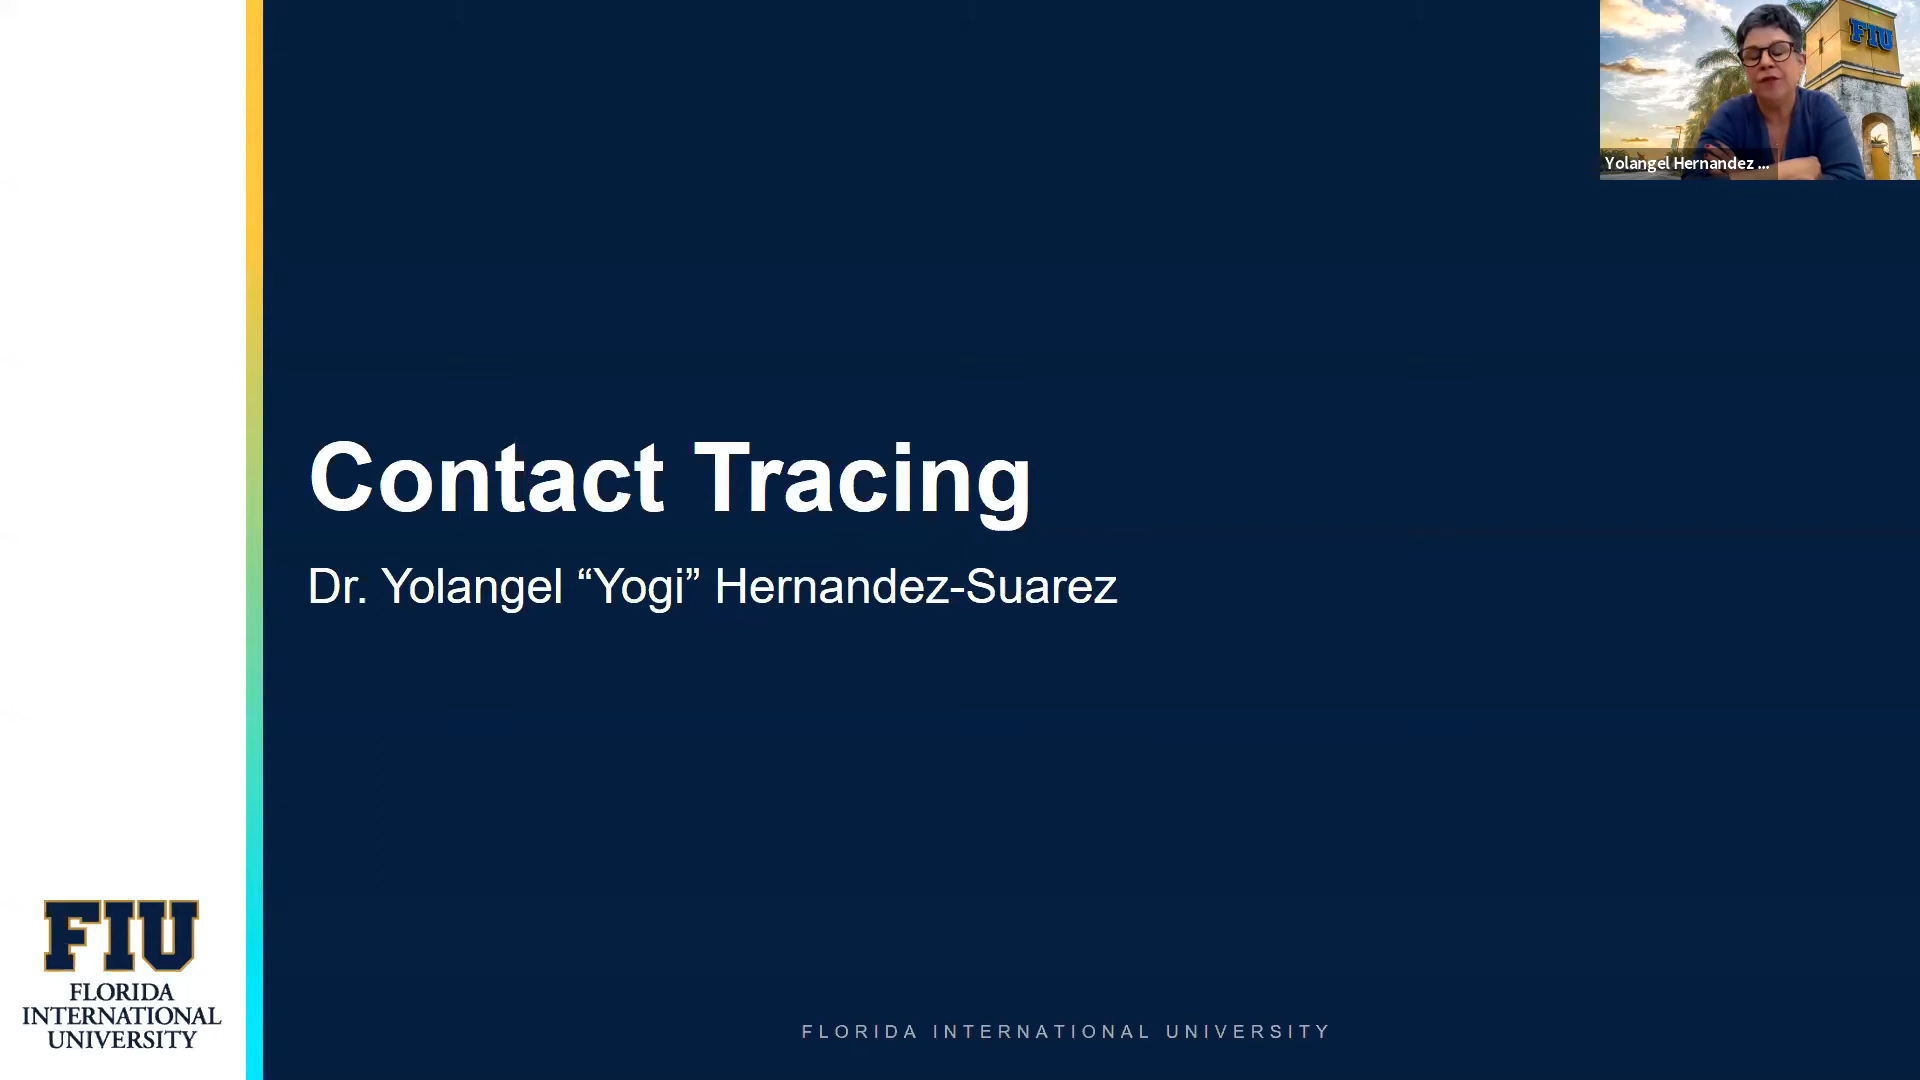 FIU
Yolangel Hernandez ...
Contact Tracing
Dr. Yolangel “Yogi” Hernandez-Suarez
FIU
FLORIDA
INTERNATIONAL
UNIVERSITY
FLORIDA INTERNATIONAL UNIVERSITY